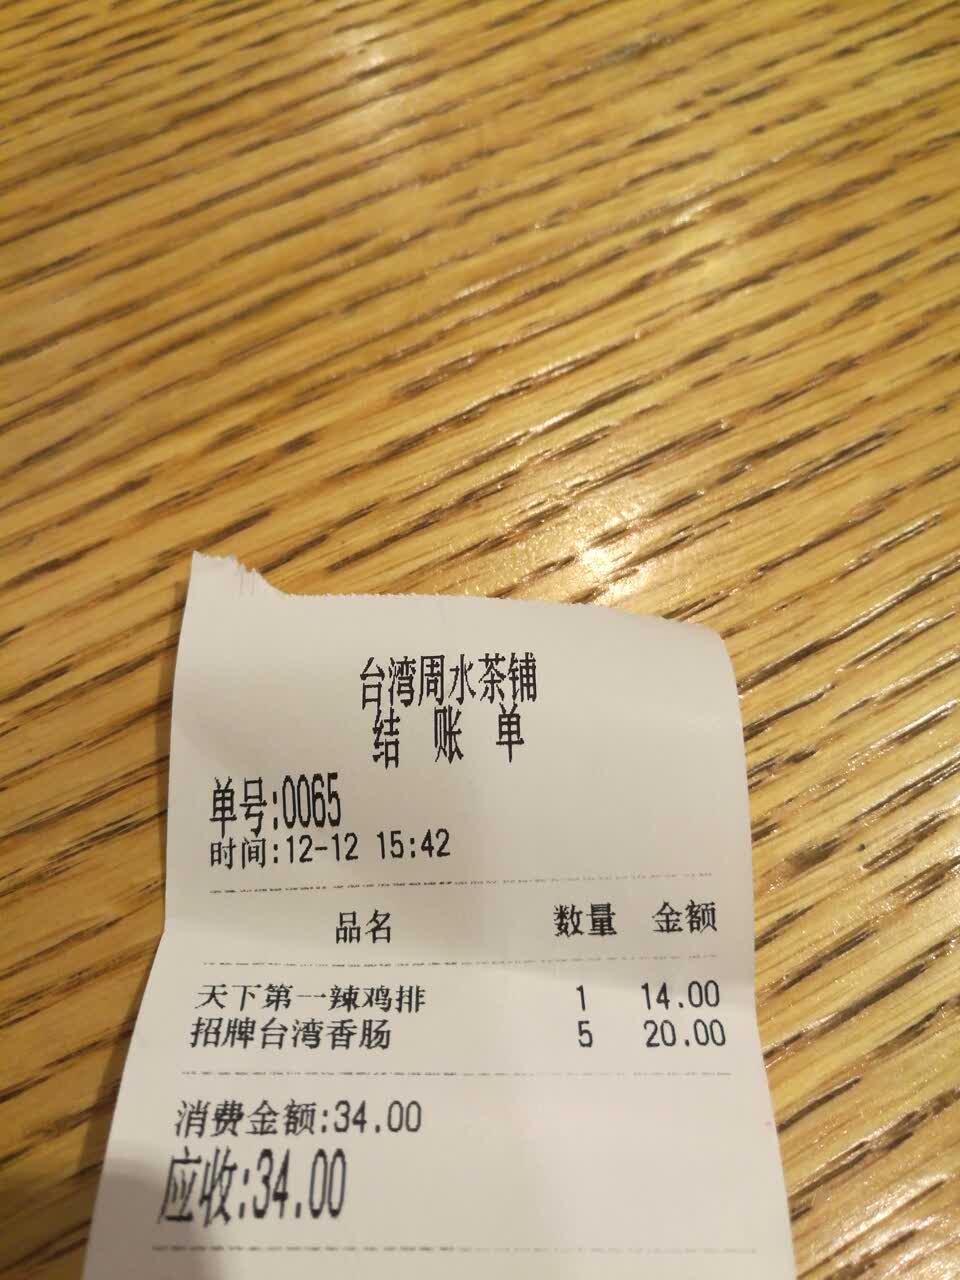 台湾周水茶铺
结 账 单
单号:0065
时间:12-12 15:42
品名 数量 金额
天下第一辣鸡排 1 14.00
招牌台湾香肠 5 20.00
消费金额:34.00
应收:34.00